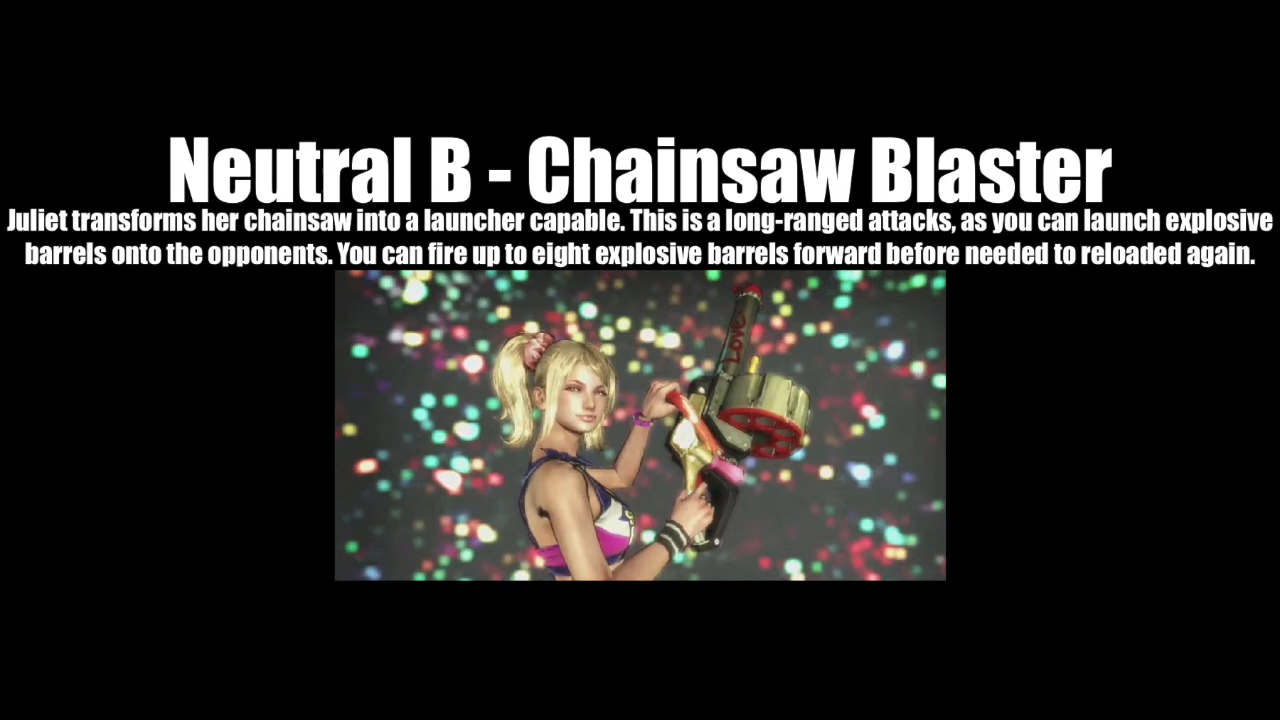 Neutral B - Chainsaw Blaster
Juliet transforms her chainsaw into a launcher capable. This is a long-ranged attacks, as you can launch explosive
barrels onto the opponents. You can fire up to eight explosive barrels forward before needed to reloaded again.
LOVE